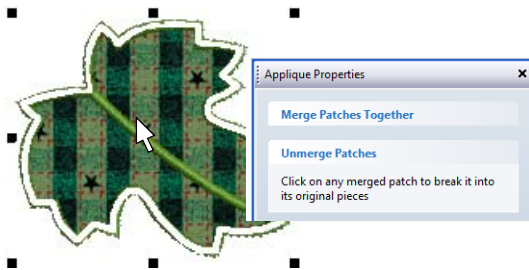 Applique Properties
Merge Patches Together
Unmerge Patches
Click on any merged patch to break it into
its original pieces